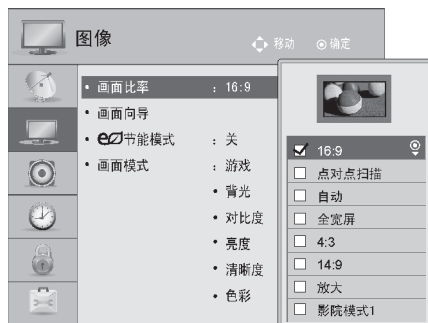 图像
移动 ⊙确定
• 画面比率 : 16:9
• 画面向导
• eco节能模式 : 关
• 画面模式 : 游戏
• 背光
• 对比度
• 亮度
• 清晰度
• 色彩
16:9
点对点扫描
自动
全宽屏
4:3
14:9
放大
影院模式1